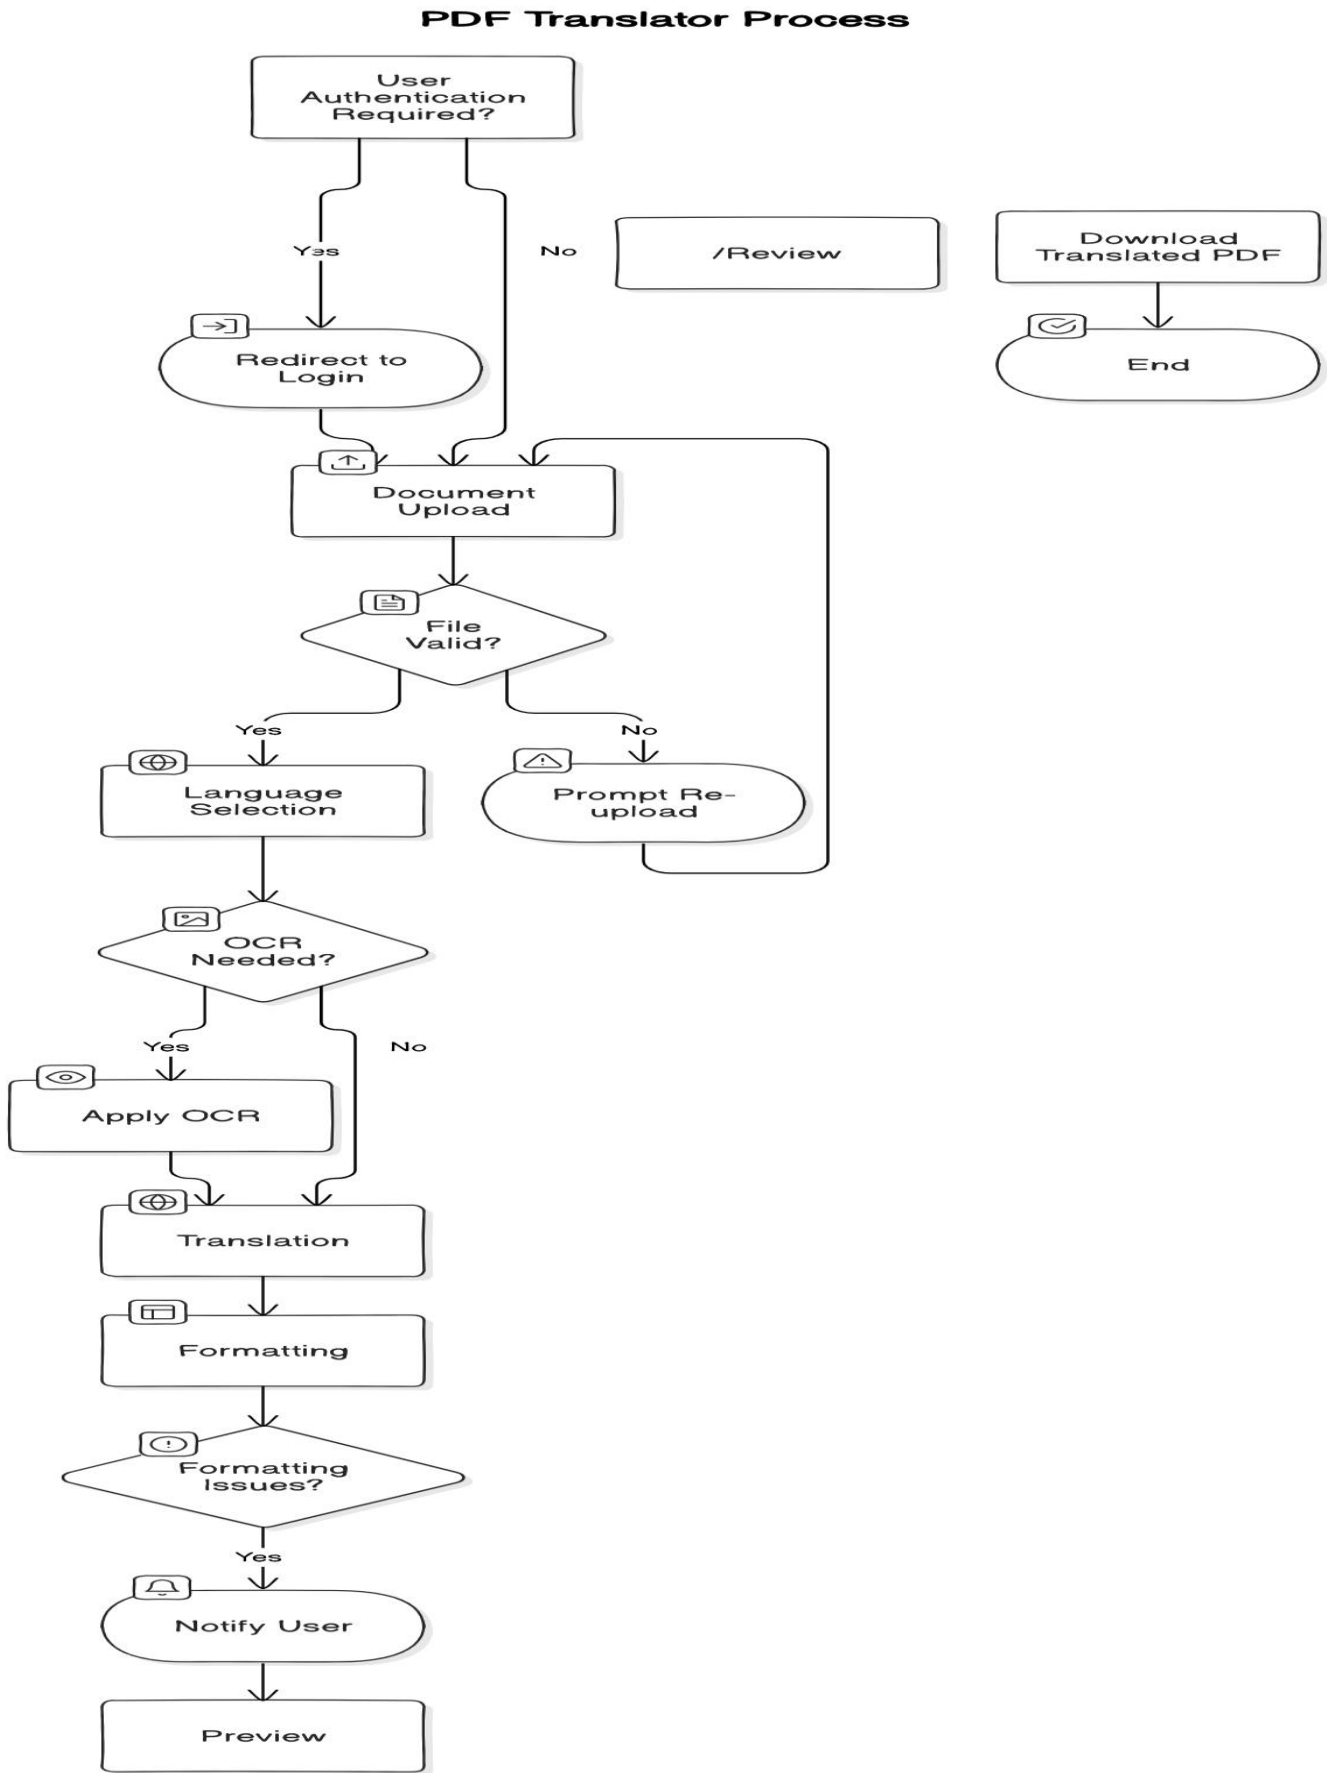 PDF Translator Process
User
Authentication
Required?
Yes
No
/Review
Download
Translated PDF
Redirect to
Login
End
Document
Upload
File
Valid?
Yes
No
Language
Selection
Prompt Re-
upload
OCR
Needed?
Yes
No
Apply OCR
Translation
Formatting
Formatting
Issues?
Yes
Notify User
Preview